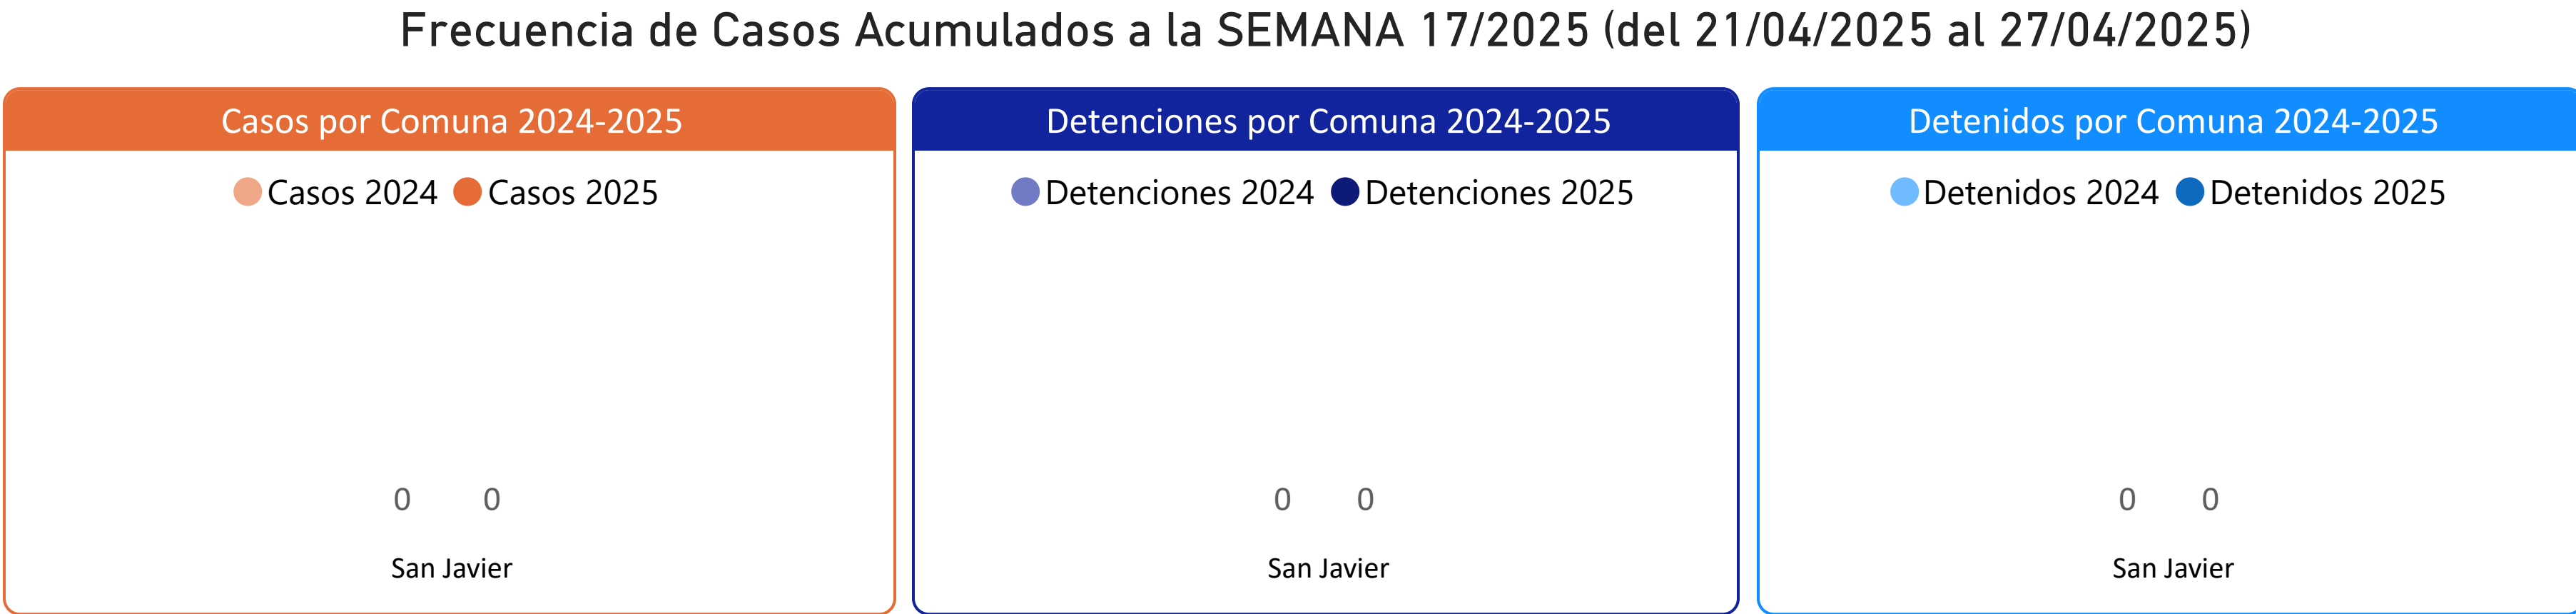 Frecuencia de Casos Acumulados a la SEMANA 17/2025 (del 21/04/2025 al 27/04/2025)
Casos por Comuna 2024-2025
Casos 2024 Casos 2025
0 0
San Javier
Detenciones por Comuna 2024-2025
Detenciones 2024 Detenciones 2025
0 0
San Javier
Detenidos por Comuna 2024-2025
Detenidos 2024 Detenidos 2025
0 0
San Javier